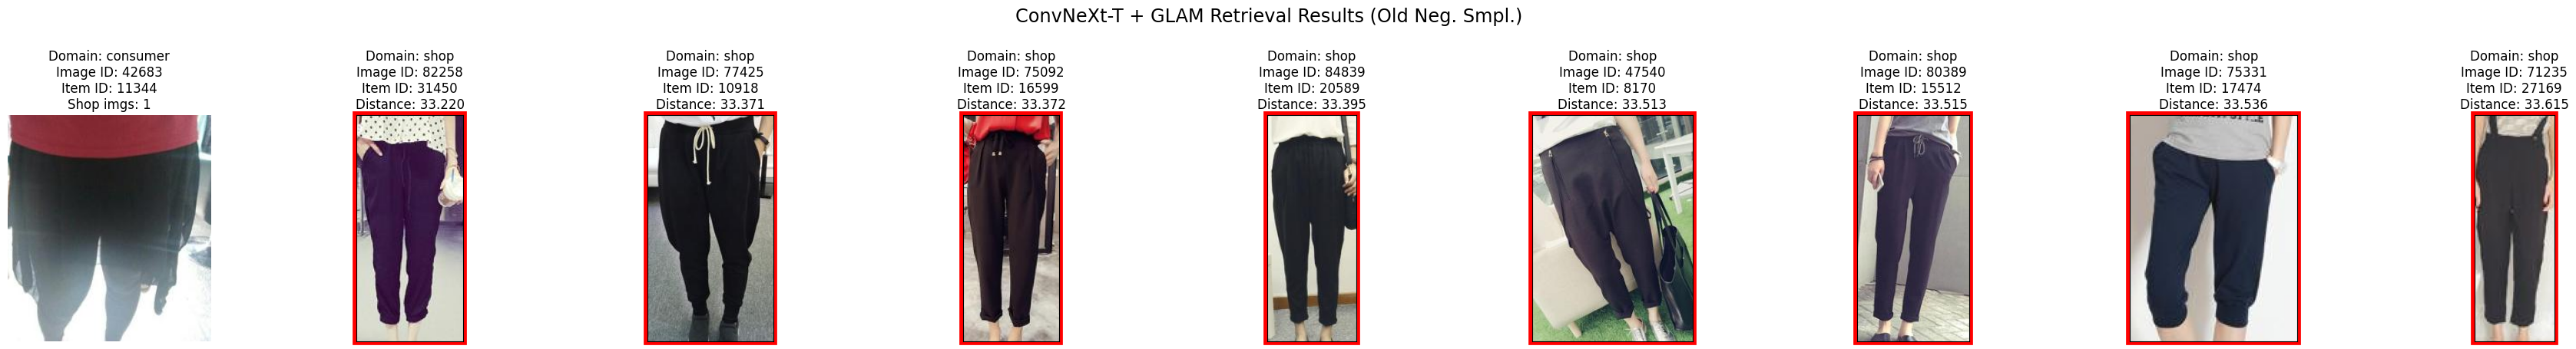 ConvNeXt-T + GLAM Retrieval Results (Old Neg. Smpl.)
Domain: consumer
Image ID: 42683
Item ID: 11344
Shop imgs: 1
Domain: shop
Image ID: 82258
Item ID: 31450
Distance: 33.220
Domain: shop
Image ID: 77425
Item ID: 10918
Distance: 33.371
Domain: shop
Image ID: 75092
Item ID: 16599
Distance: 33.372
Domain: shop
Image ID: 84839
Item ID: 20589
Distance: 33.395
Domain: shop
Image ID: 47540
Item ID: 8170
Distance: 33.513
Domain: shop
Image ID: 80389
Item ID: 15512
Distance: 33.515
Domain: shop
Image ID: 75331
Item ID: 17474
Distance: 33.536
Domain: shop
Image ID: 71235
Item ID: 27169
Distance: 33.615